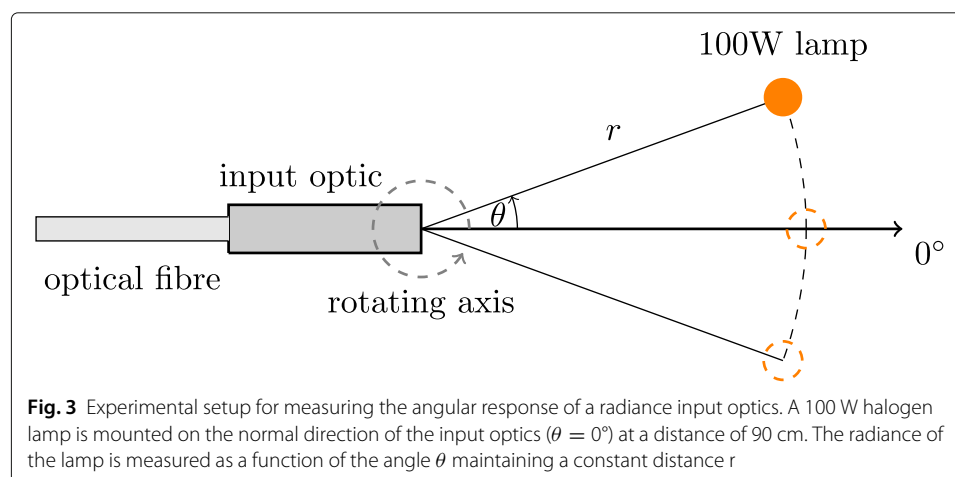 100W lamp
r
input optic
θ
0°
optical fibre
rotating axis
Fig. 3 Experimental setup for measuring the angular response of a radiance input optics. A 100 W halogen
lamp is mounted on the normal direction of the input optics (θ = 0°) at a distance of 90 cm. The radiance of
the lamp is measured as a function of the angle θ maintaining a constant distance r